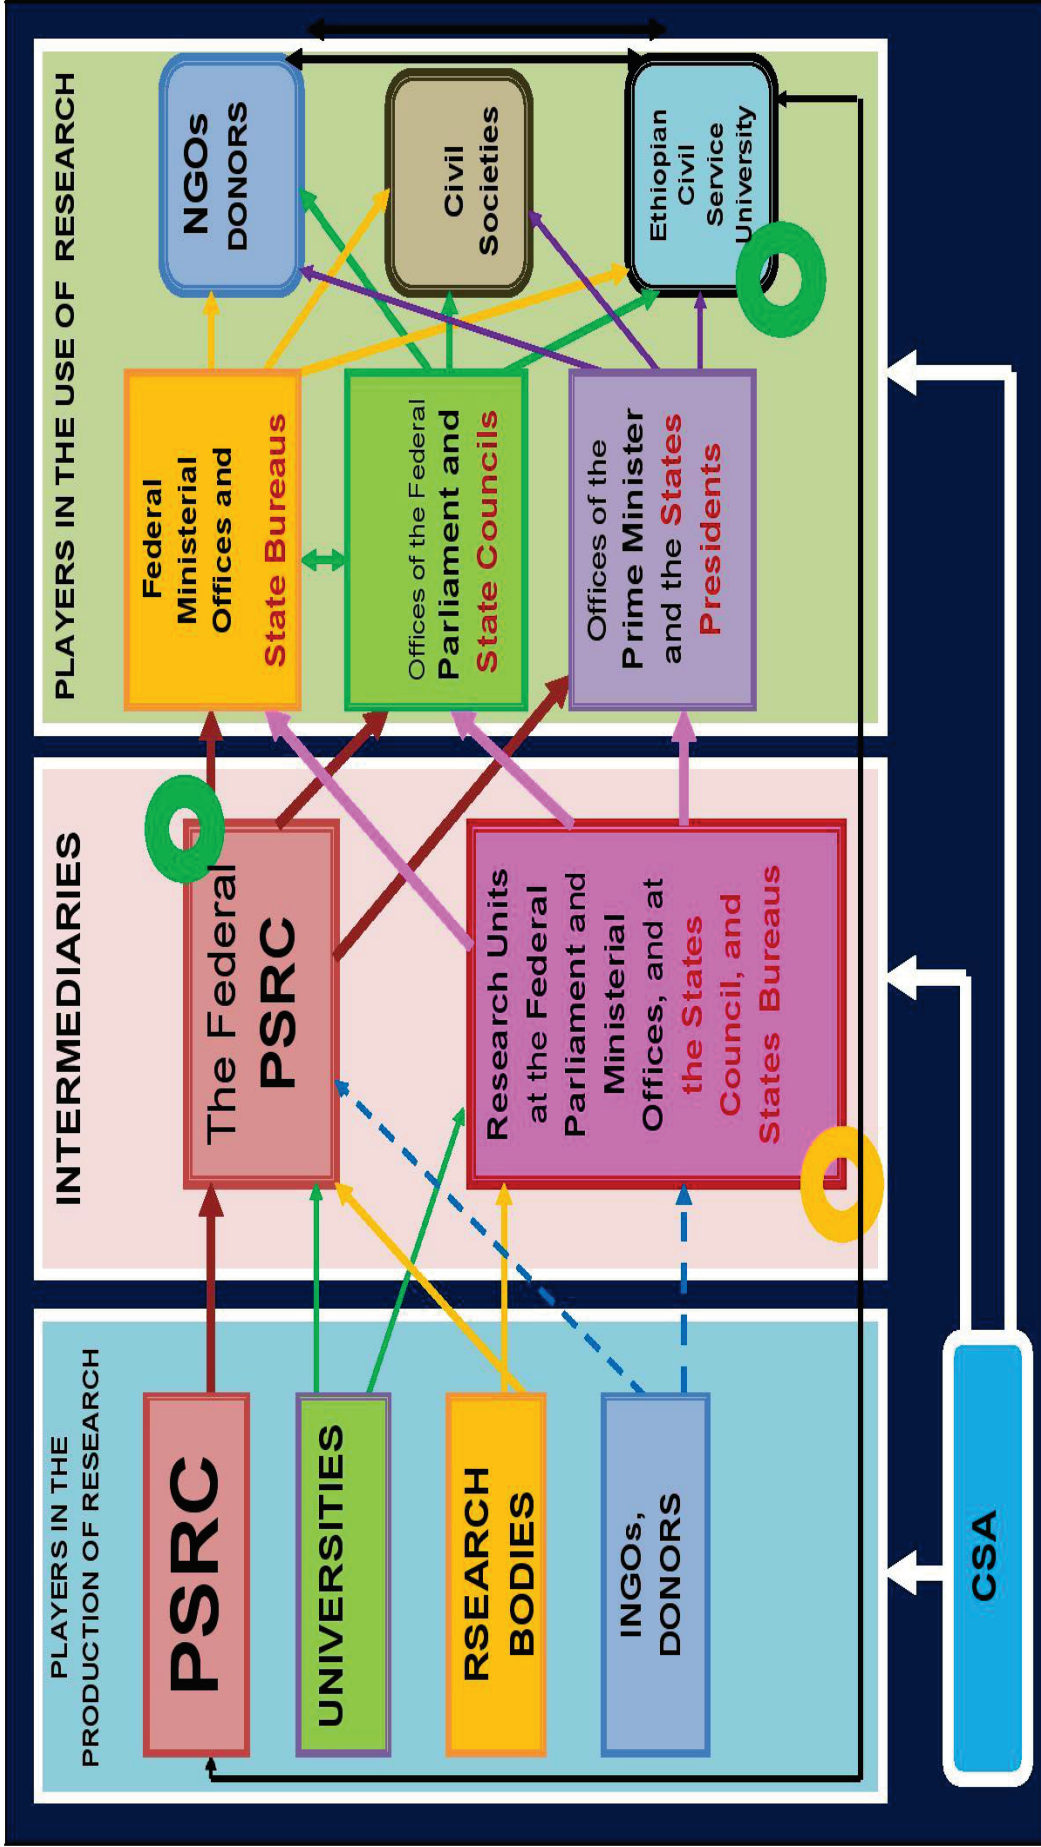 PLAYERS IN THE
PRODUCTION OF RESEARCH
PSRC
UNIVERSITIES
RSEARCH
BODIES
INGOs,
DONORS
INTERMEDIARIES
The Federal
PSRC
Research Units
at the Federal
Parliament and
Ministerial
Offices, and at
the States
Council, and
States Bureaus
PLAYERS IN THE USE OF RESEARCH
Federal
Ministerial
Offices and
State Bureaus
Offices of the Federal
Parliament and
State Councils
Offices of the
Prime Minister
and the States
Presidents
NGOs
DONORS
Civil
Societies
Ethiopian
Civil
Service
University
CSA